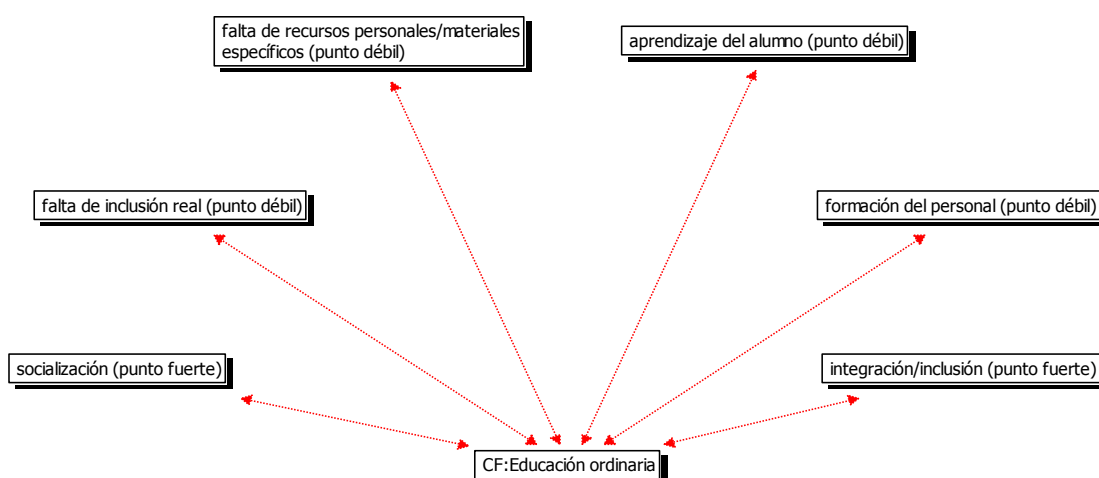 falta de recursos personales/materiales
específicos (punto débil)
aprendizaje del alumno (punto débil)
falta de inclusión real (punto débil)
formación del personal (punto débil)
socialización (punto fuerte)
integración/inclusión (punto fuerte)
CF:Educación ordinaria